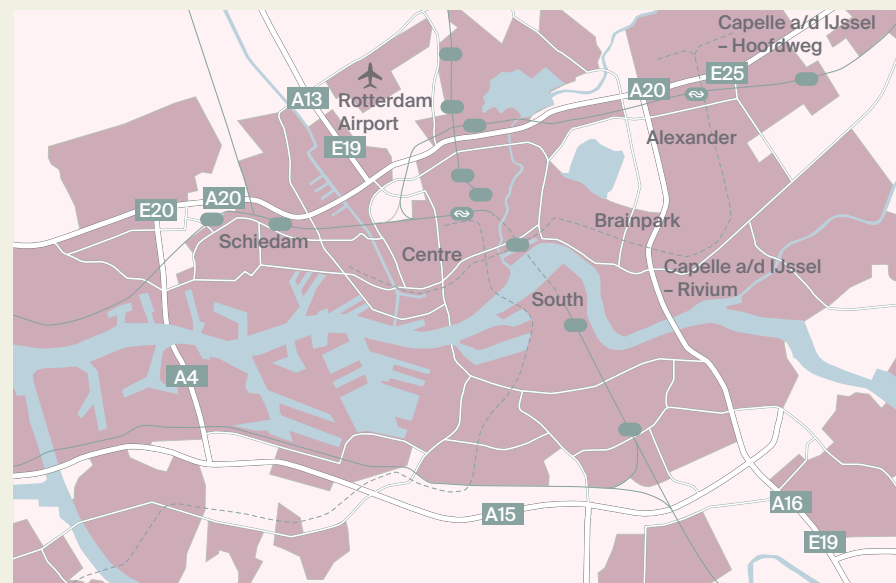 Capelle a/d IJssel
– Hoofdweg
E25
A20
A13
Rotterdam
Airport
Alexander
E19
E20
A20
Schiedam
Brainpark
Centre
Capelle a/d IJssel
– Rivium
South
A4
A15
A16
E19